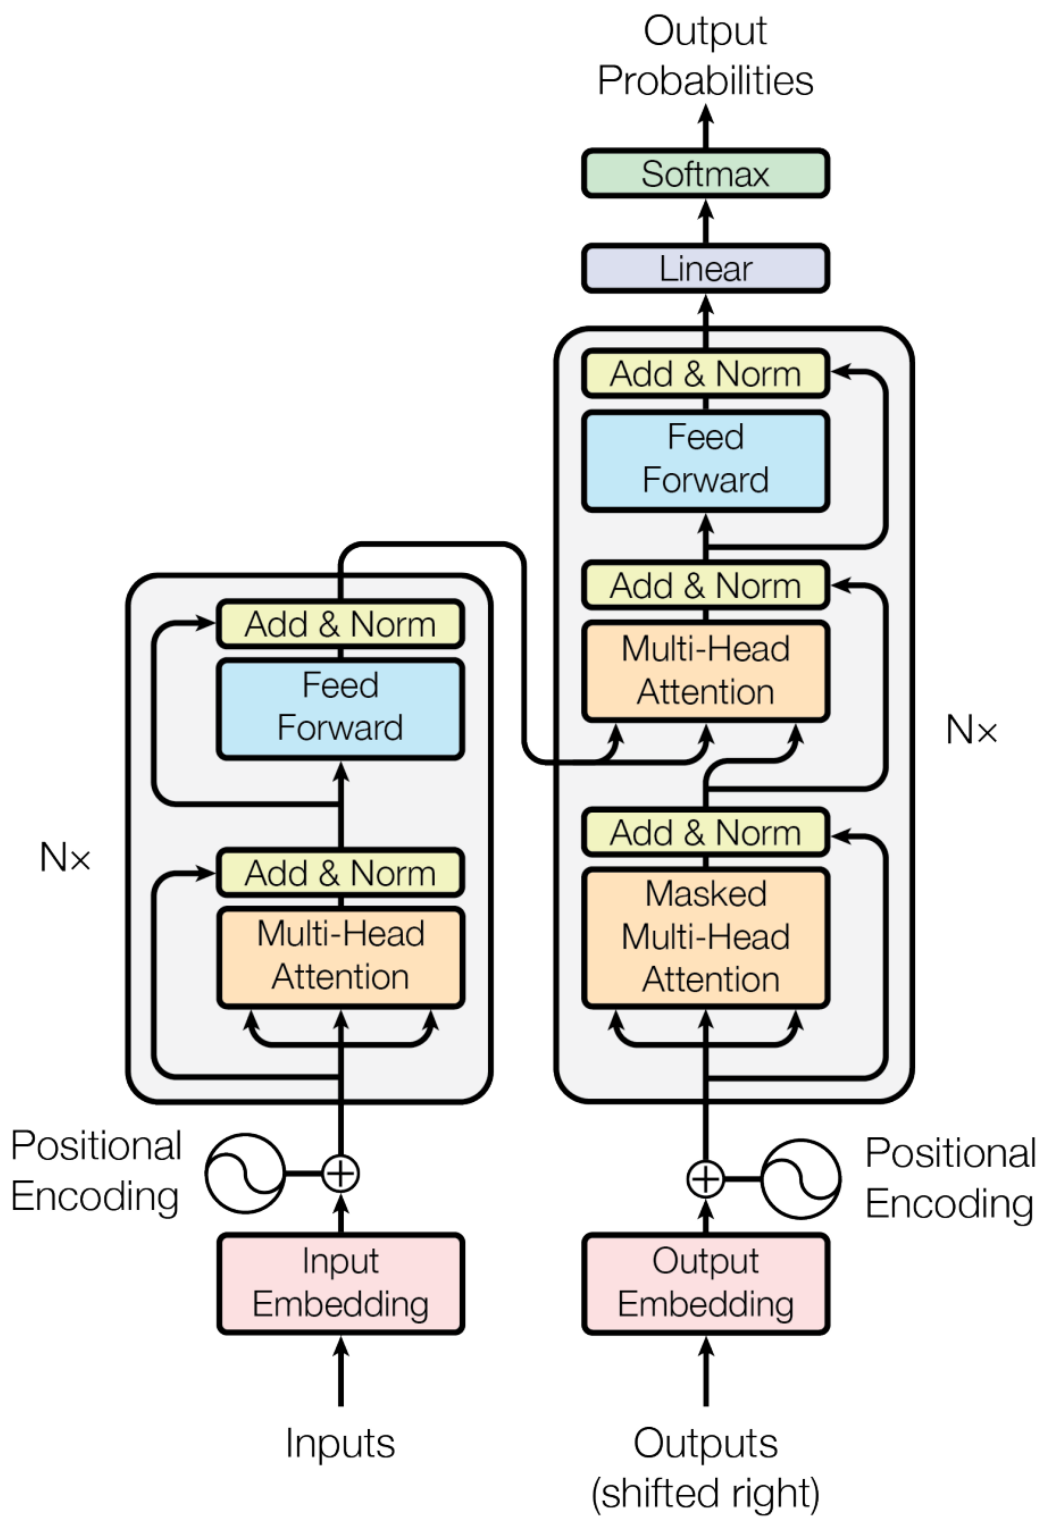 Output
Probabilities
Softmax
Linear
Add & Norm
Feed
Forward
Add & Norm
Multi-Head
Attention
Add & Norm
Masked
Multi-Head
Attention
N×
Add & Norm
Feed
Forward
Add & Norm
Multi-Head
Attention
N×
Positional
Encoding
Positional
Encoding
Input
Embedding
Output
Embedding
Inputs
Outputs
(shifted right)